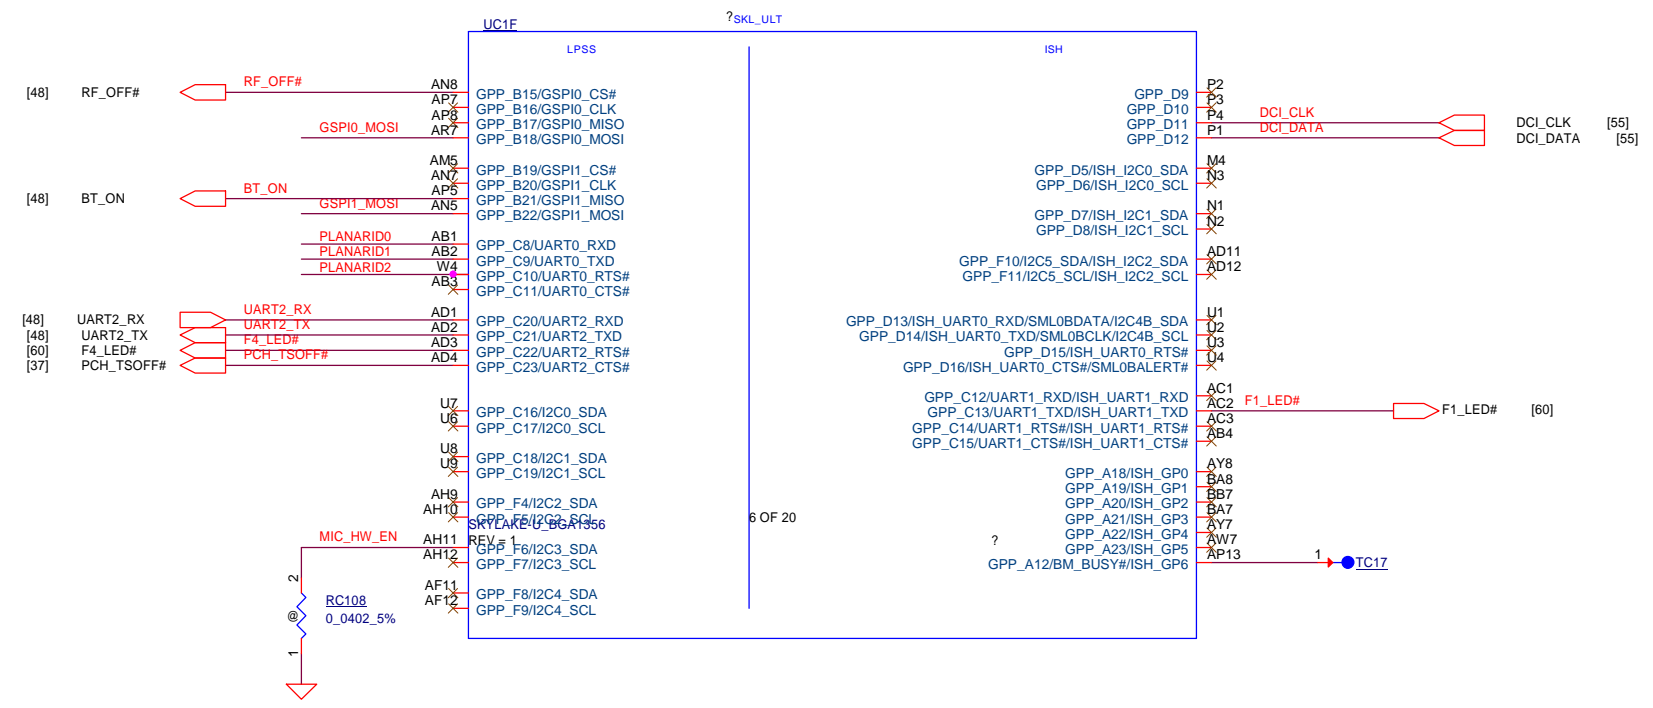 ?SKL_ULT
UC1F
LPSS
ISH
[48] RF_OFF# RF_OFF# AN8 GPP_B15/GSPI0_CS#
AP7 GPP_B16/GSPI0_CLK
AP8 GPP_B17/GSPI0_MISO
GSPI0_MOSI AR7 GPP_B18/GSPI0_MOSI
AM5 GPP_B19/GSPI1_CS#
AN7 GPP_B20/GSPI1_CLK
[48] BT_ON BT_ON AP5 GPP_B21/GSPI1_MISO
GSPI1_MOSI AN5 GPP_B22/GSPI1_MOSI
PLANARID0 AB1 GPP_C8/UART0_RXD
PLANARID1 AB2 GPP_C9/UART0_TXD
PLANARID2 W4 GPP_C10/UART0_RTS#
AB3 GPP_C11/UART0_CTS#
[48] UART2_RX UART2_RX AD1 GPP_C20/UART2_RXD
[48] UART2_TX UART2_TX AD2 GPP_C21/UART2_TXD
[60] F4_LED# F4_LED# AD3 GPP_C22/UART2_RTS#
[37] PCH_TSOFF# PCH_TSOFF# AD4 GPP_C23/UART2_CTS#
U7 GPP_C16/I2C0_SDA
U6 GPP_C17/I2C0_SCL
U8 GPP_C18/I2C1_SDA
U9 GPP_C19/I2C1_SCL
AH9 GPP_F4/I2C2_SDA
AH10 GPP_F5/I2C2_SCL
SKYLAKE-U_BGA1356
REV = 1
MIC_HW_EN AH11 GPP_F6/I2C3_SDA
AH12 GPP_F7/I2C3_SCL
AF11 GPP_F8/I2C4_SDA
AF12 GPP_F9/I2C4_SCL
2
@
1
RC108
0_0402_5%
6 OF 20
?
GPP_D9 P2
GPP_D10 P3
GPP_D11 P4 DCI_CLK DCI_CLK [55]
GPP_D12 P1 DCI_DATA DCI_DATA [55]
GPP_D5/ISH_I2C0_SDA M4
GPP_D6/ISH_I2C0_SCL N3
GPP_D7/ISH_I2C1_SDA N1
GPP_D8/ISH_I2C1_SCL N2
GPP_F10/I2C5_SDA/ISH_I2C2_SDA AD11
GPP_F11/I2C5_SCL/ISH_I2C2_SCL AD12
GPP_D13/ISH_UART0_RXD/SML0BDATA/I2C4B_SDA U1
GPP_D14/ISH_UART0_TXD/SML0BCLK/I2C4B_SCL U2
GPP_D15/ISH_UART0_RTS# U3
GPP_D16/ISH_UART0_CTS#/SML0BALERT# U4
GPP_C12/UART1_RXD/ISH_UART1_RXD AC1
GPP_C13/UART1_TXD/ISH_UART1_TXD AC2 F1_LED# F1_LED# [60]
GPP_C14/UART1_RTS#/ISH_UART1_RTS# AC3
GPP_C15/UART1_CTS#/ISH_UART1_CTS# AB4
GPP_A18/ISH_GP0 AY8
GPP_A19/ISH_GP1 BA8
GPP_A20/ISH_GP2 BB7
GPP_A21/ISH_GP3 BA7
GPP_A22/ISH_GP4 AY7
GPP_A23/ISH_GP5 AW7
GPP_A12/BM_BUSY#/ISH_GP6 AP13 1 TC17